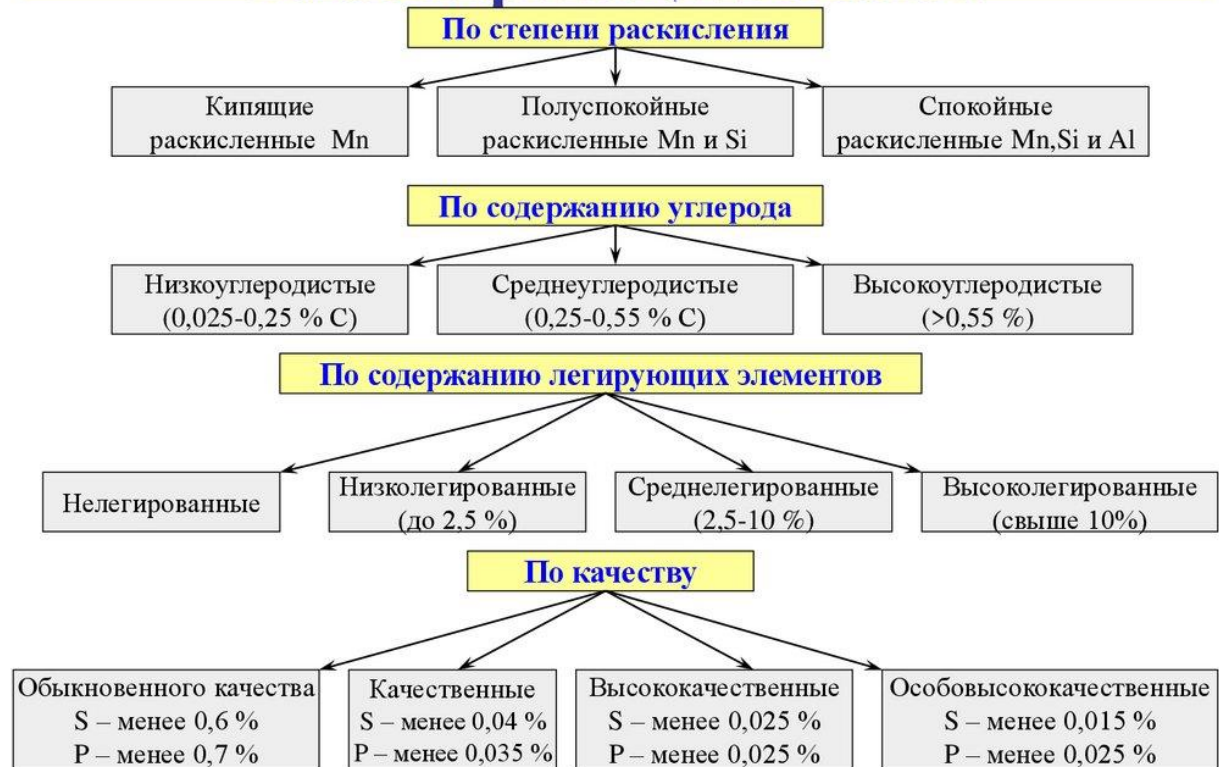 По степени раскисления
Кипящие
раскисленные Mn
Полуспокойные
раскисленные Mn и Si
Спокойные
раскисленные Mn,Si и Al
По содержанию углерода
Низкоуглеродистые
(0,025-0,25 % С)
Среднеуглеродистые
(0,25-0,55 % С)
Высокоуглеродистые
(>0,55 %)
По содержанию легирующих элементов
Нелегированные
Низколегированные
(до 2,5 %)
Среднелегированные
(2,5-10 %)
Высоколегированные
(свыше 10%)
По качеству
Обыкновенного качества
S – менее 0,6 %
P – менее 0,7 %
Качественные
S – менее 0,04 %
P – менее 0,035 %
Высококачественные
S – менее 0,025 %
P – менее 0,025 %
Особовысококачественные
S – менее 0,015 %
P – менее 0,025 %